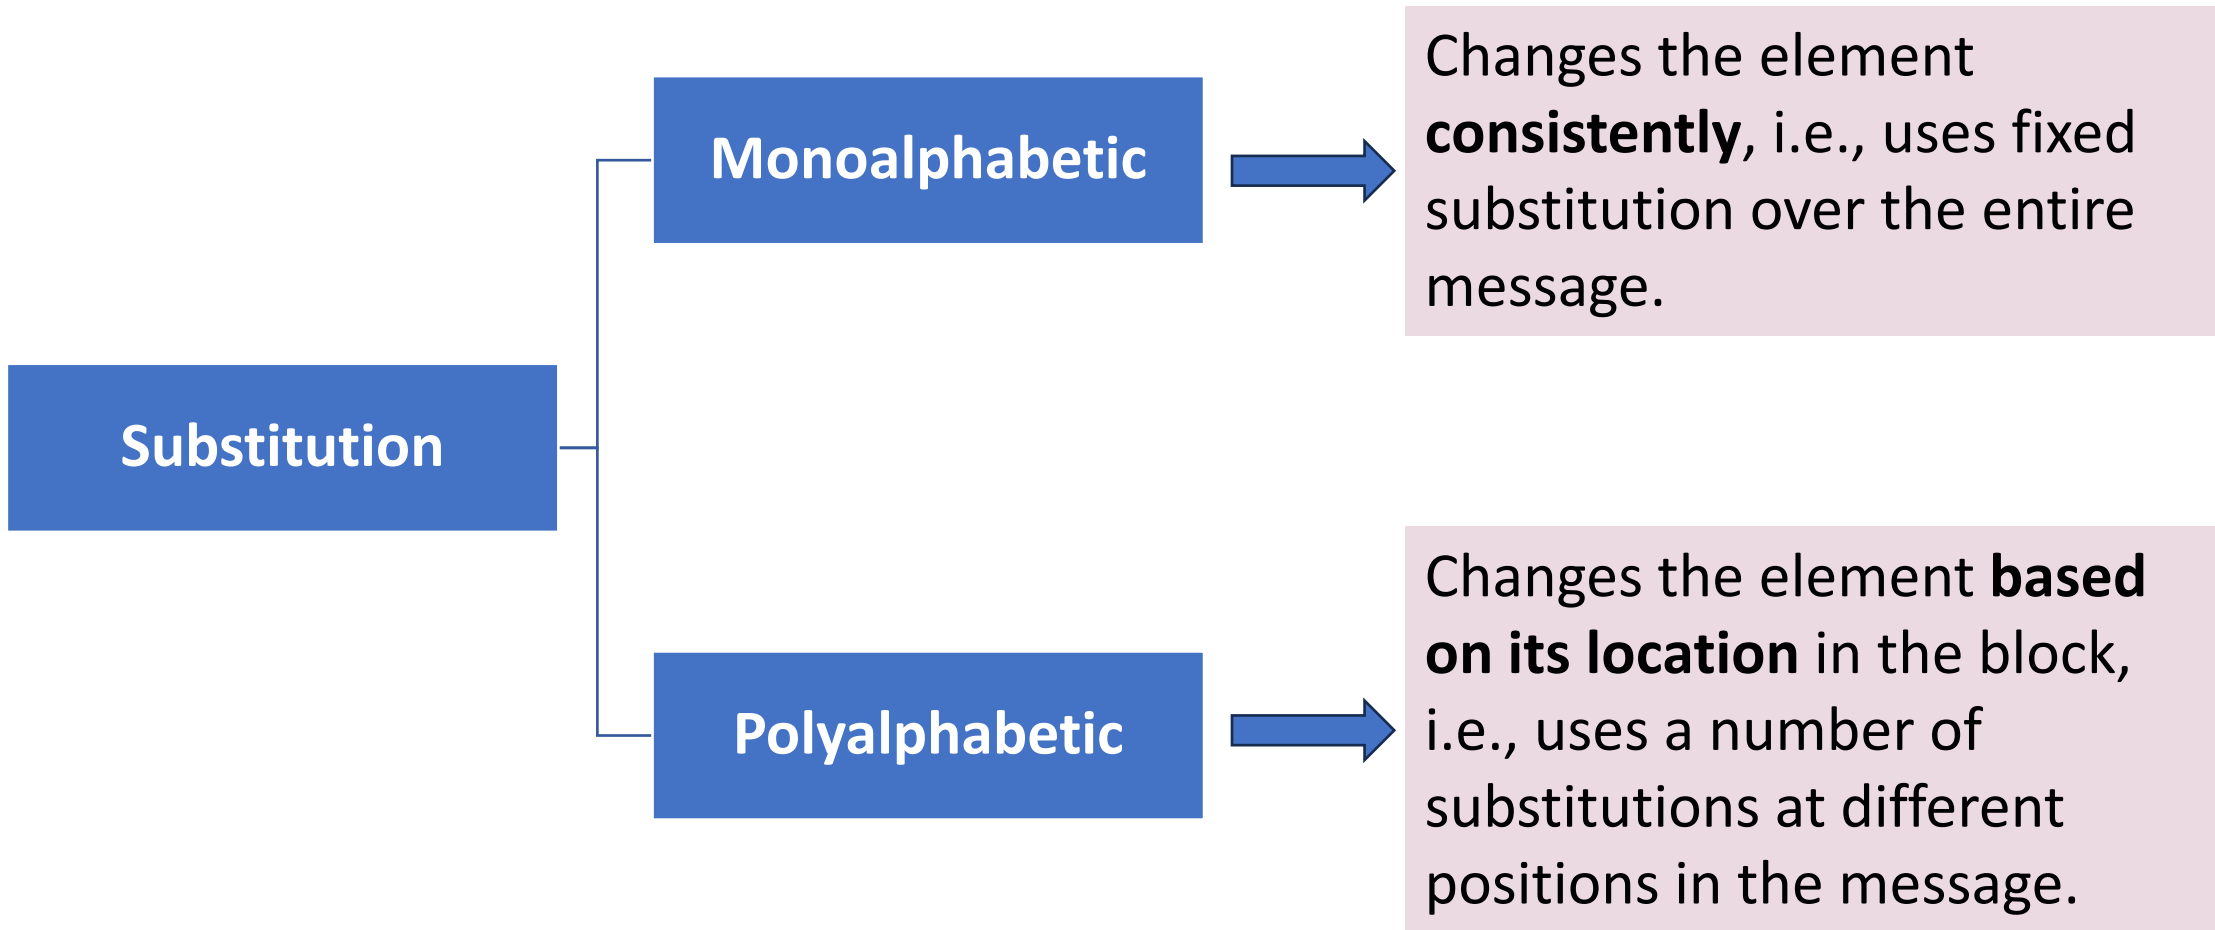 Substitution
Monoalphabetic
Changes the element
consistently, i.e., uses fixed
substitution over the entire
message.
Polyalphabetic
Changes the element based
on its location in the block,
i.e., uses a number of
substitutions at different
positions in the message.